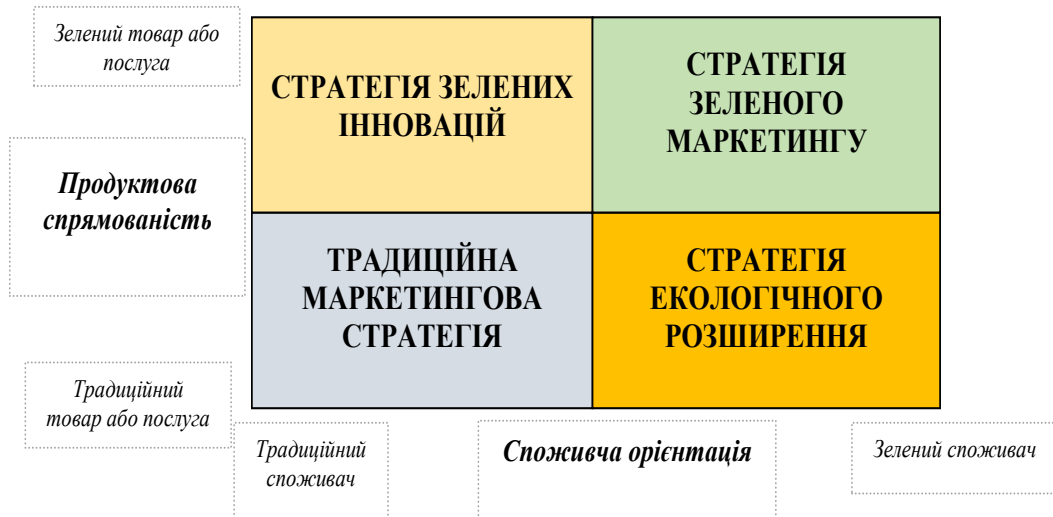 Зелений товар або
послуга
СТРАТЕГІЯ ЗЕЛЕНИХ
ІННОВАЦІЙ
СТРАТЕГІЯ
ЗЕЛЕНОГО
МАРКЕТИНГУ
Продуктова
спрямованість
ТРАДИЦІЙНА
МАРКЕТИНГОВА
СТРАТЕГІЯ
СТРАТЕГІЯ
ЕКОЛОГІЧНОГО
РОЗШИРЕННЯ
Традиційний
товар або послуга
Традиційний
споживач
Споживча орієнтація
Зелений споживач